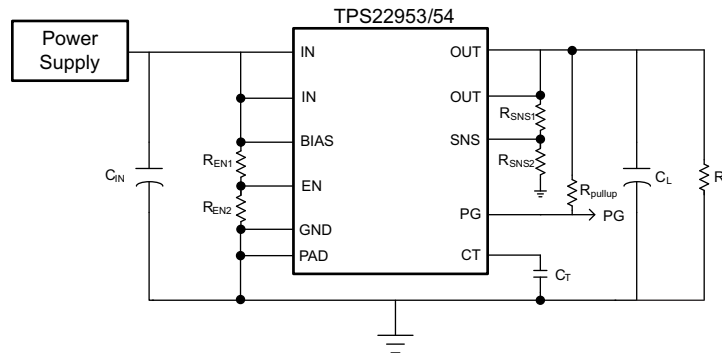 TPS22953/54
Power
Supply
IN
OUT
IN
OUT
RSNS1
BIAS
SNS
REN1
RSNS2
CIN
EN
CL
R
REN2
Rpullup
GND
PG
PG
PAD
CT
CT